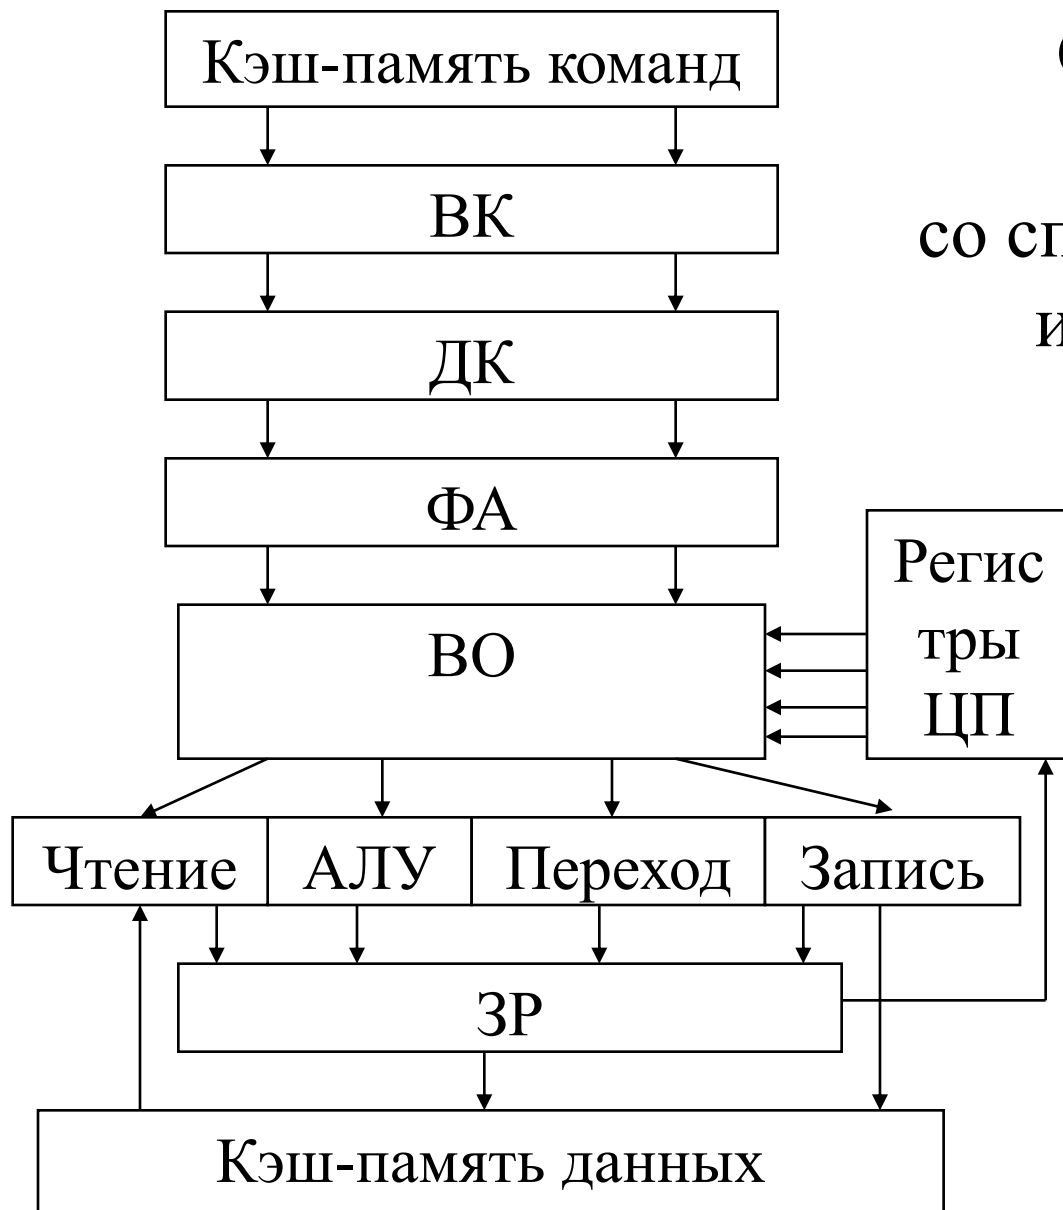 Кэш-память команд
ВК
со сп
ДК
ФА
Регис
тры
ЦП
ВО
Чтение АЛУ Переход Запись
ЗР
Кэш-память данных